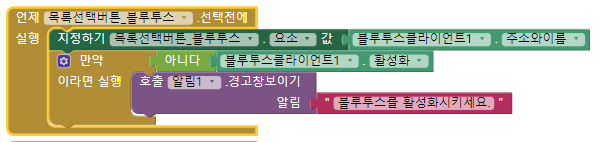 언제 목록선택버튼_블루투스 .선택전에
실행 지정하기 목록선택버튼_블루투스 . 요소 값 블루투스클라이언트1 . 주소와이름
만약 아니다 블루투스클라이언트1 . 활성화
이라면 실행 호출 알림1 .경고창보이기
알림 " 블루투스를 활성화시키세요. "